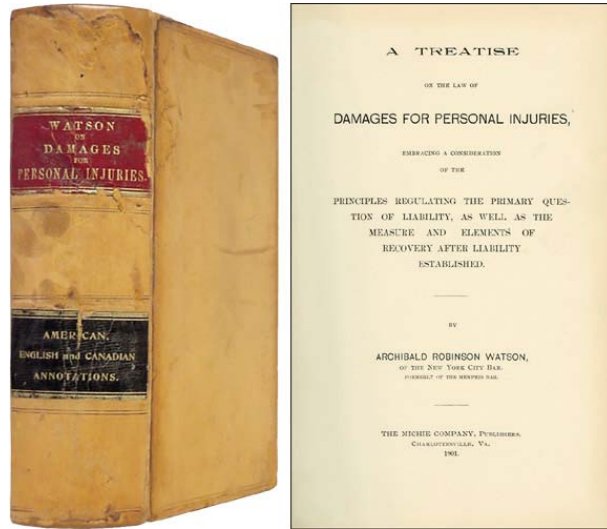 WATSON
ON
DAMAGES
FOR
PERSONAL INJURIES.
AMERICAN,
ENGLISH and CANADIAN
ANNOTATIONS.
A TREATISE
ON THE LAW OF
DAMAGES FOR PERSONAL INJURIES,
EMBRACING A CONSIDERATION
OF THE
PRINCIPLES REGULATING THE PRIMARY QUES-
TION OF LIABILITY, AS WELL AS THE
MEASURE AND ELEMENTS OF
RECOVERY AFTER LIABILITY
ESTABLISHED.
BY
ARCHIBALD ROBINSON WATSON,
OF THE NEW YORK CITY BAR.
FORMERLY OF THE MEMPHIS BAR.
THE MICHIE COMPANY, PUBLISHERS.
CHARLOTTESVILLE, VA.
1901.